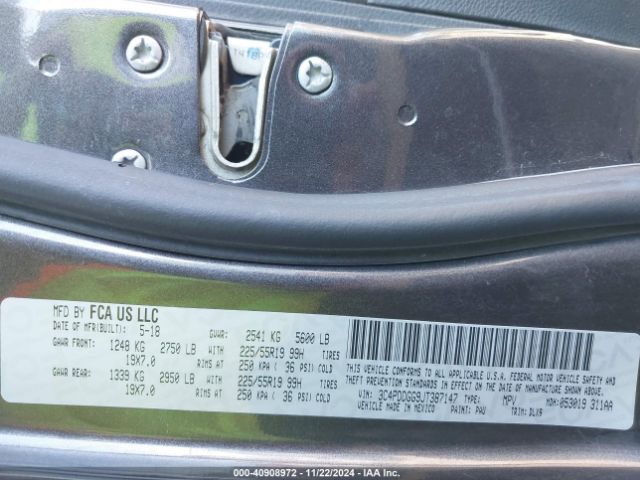 MFD BY FCA US LLC
DATE OF MFR(BUILT): 5-18 GVWR: 2541 KG 5600 LB
GAWR FRONT: 1248 KG 2750 LB WITH 225/55R19 99H TIRES
19X7.0 RIMS AT 250 KPA ( 36 PSI) COLD
GAWR REAR: 1339 KG 2950 LB WITH 225/55R19 99H TIRES
19X7.0 RIMS AT 250 KPA ( 36 PSI) COLD
THIS VEHICLE CONFORMS TO ALL APPLICABLE U.S.A. FEDERAL MOTOR VEHICLE SAFETY AND
THEFT PREVENTION STANDARDS IN EFFECT ON THE DATE OF MANUFACTURE SHOWN ABOVE.
VIN: 3C4PDDGG9JT387147 TYPE: MPV MDH: 053019 311AA
VEHICLE MADE IN MEXICO PAINT: PAU TRIM: DLX9
000-40908972 - 11/22/2024 - IAAI.COM